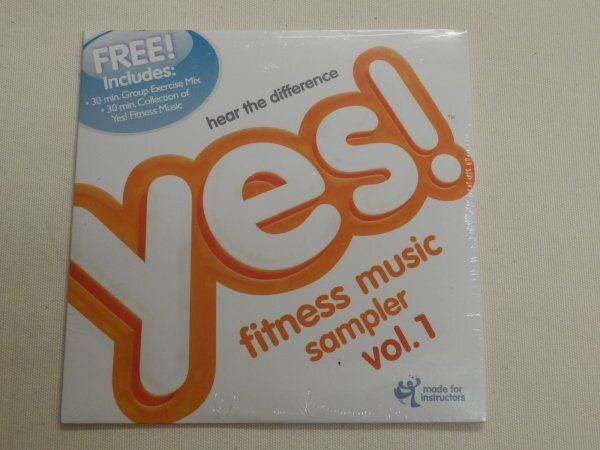 FREE!
Includes:
• 30 min. Group Exercise Mix
• 30 min. Collection of
Yes! Fitness Music
hear the difference
yes!™
fitness music
sampler
vol. 1
made for
instructors